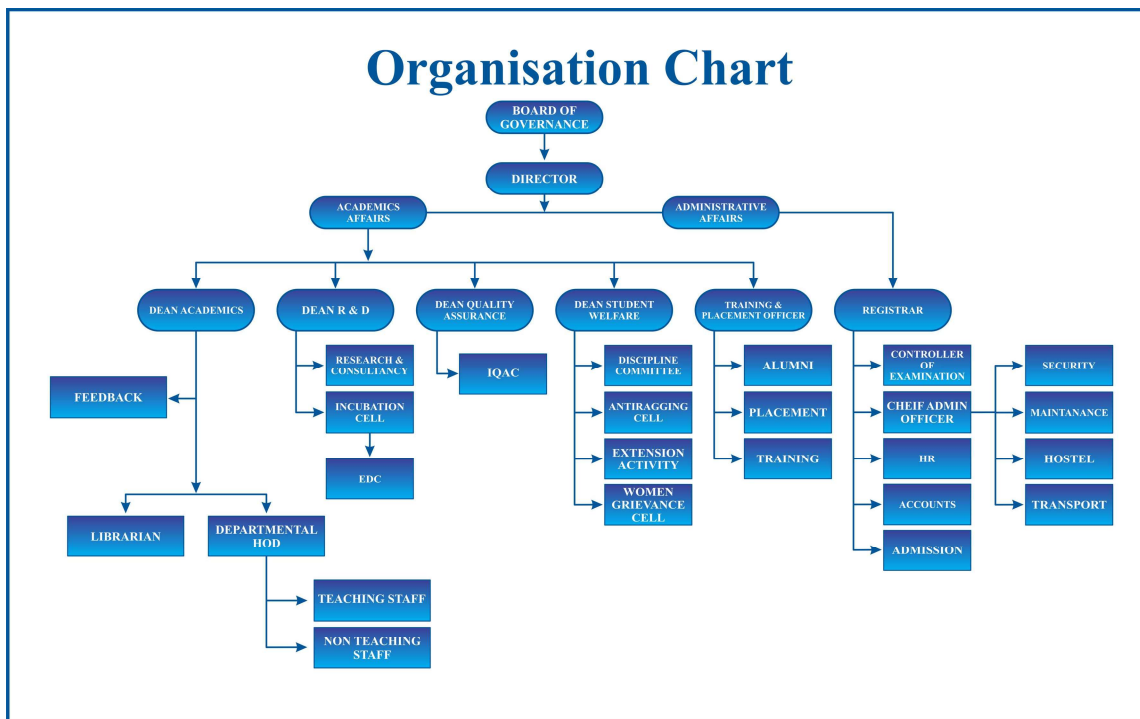 Organisation Chart
BOARD OF
GOVERNANCE
DIRECTOR
ACADEMICS
AFFAIRS
ADMINISTRATIVE
AFFAIRS
DEAN ACADEMICS
DEAN R & D
DEAN QUALITY
ASSURANCE
DEAN STUDENT
WELFARE
TRAINING &
PLACEMENT OFFICER
REGISTRAR
FEEDBACK
LIBRARIAN
DEPARTMENTAL
HOD
TEACHING STAFF
NON TEACHING
STAFF
RESEARCH &
CONSULTANCY
INCUBATION
CELL
EDC
IQAC
DISCIPLINE
COMMITTEE
ANTIRAGGING
CELL
EXTENSION
ACTIVITY
WOMEN
GRIEVANCE
CELL
ALUMNI
PLACEMENT
TRAINING
CONTROLLER
OF
EXAMINATION
CHEIF ADMIN
OFFICER
HR
ACCOUNTS
ADMISSION
SECURITY
MAINTANANCE
HOSTEL
TRANSPORT